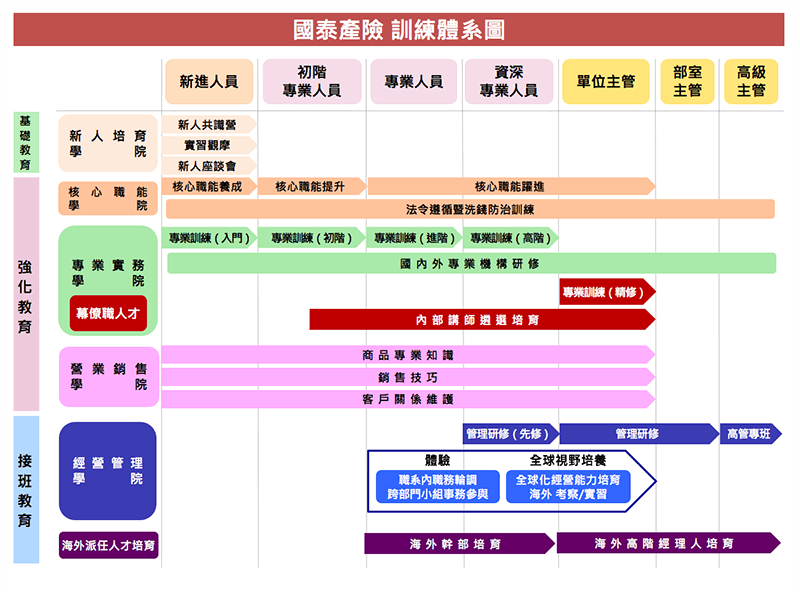 國泰產險 訓練體系圖
新進人員
初階
專業人員
專業人員
資深
專業人員
單位主管
部室
主管
高級
主管
基礎教育
新人培育
學院
新人共識營
實習觀摩
新人座談會
強化教育
核心職能
學院
核心職能養成
核心職能提升
核心職能躍進
法令遵循暨洗錢防治訓練
專業實務
學院
幕僚職人才
專業訓練(入門)
專業訓練(初階)
專業訓練(進階)
專業訓練(高階)
國內外專業機構研修
專業訓練(精修)
內部講師遴選培育
營業銷售
學院
商品專業知識
銷售技巧
客戶關係維護
接班教育
經營管理
學院
管理研修(先修)
管理研修
高管專班
體驗
職系內職務輪調
跨部門小組事務參與
全球視野培養
全球化經營能力培育
海外 考察/實習
海外派任人才培育
海外幹部培育
海外高階經理人培育